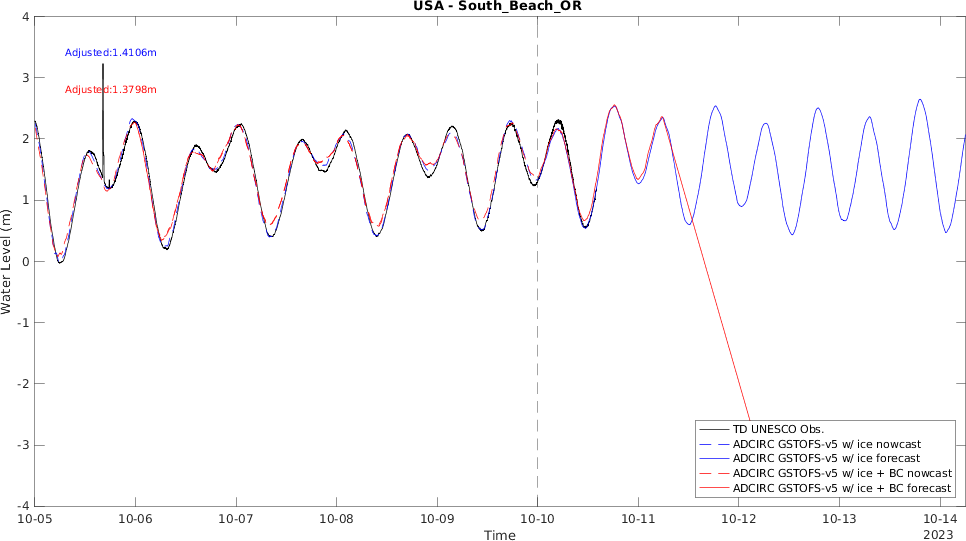 USA - South_Beach_OR
4
3
2
1
0
-1
-2
-3
-4
Water Level (m)
Adjusted:1.4106m
Adjusted:1.3798m
TD UNESCO Obs.
ADCIRC GSTOFS-v5 w/ ice nowcast
ADCIRC GSTOFS-v5 w/ ice forecast
ADCIRC GSTOFS-v5 w/ ice + BC nowcast
ADCIRC GSTOFS-v5 w/ ice + BC forecast
10-05 10-06 10-07 10-08 10-09 10-10 10-11 10-12 10-13 10-14
2023
Time